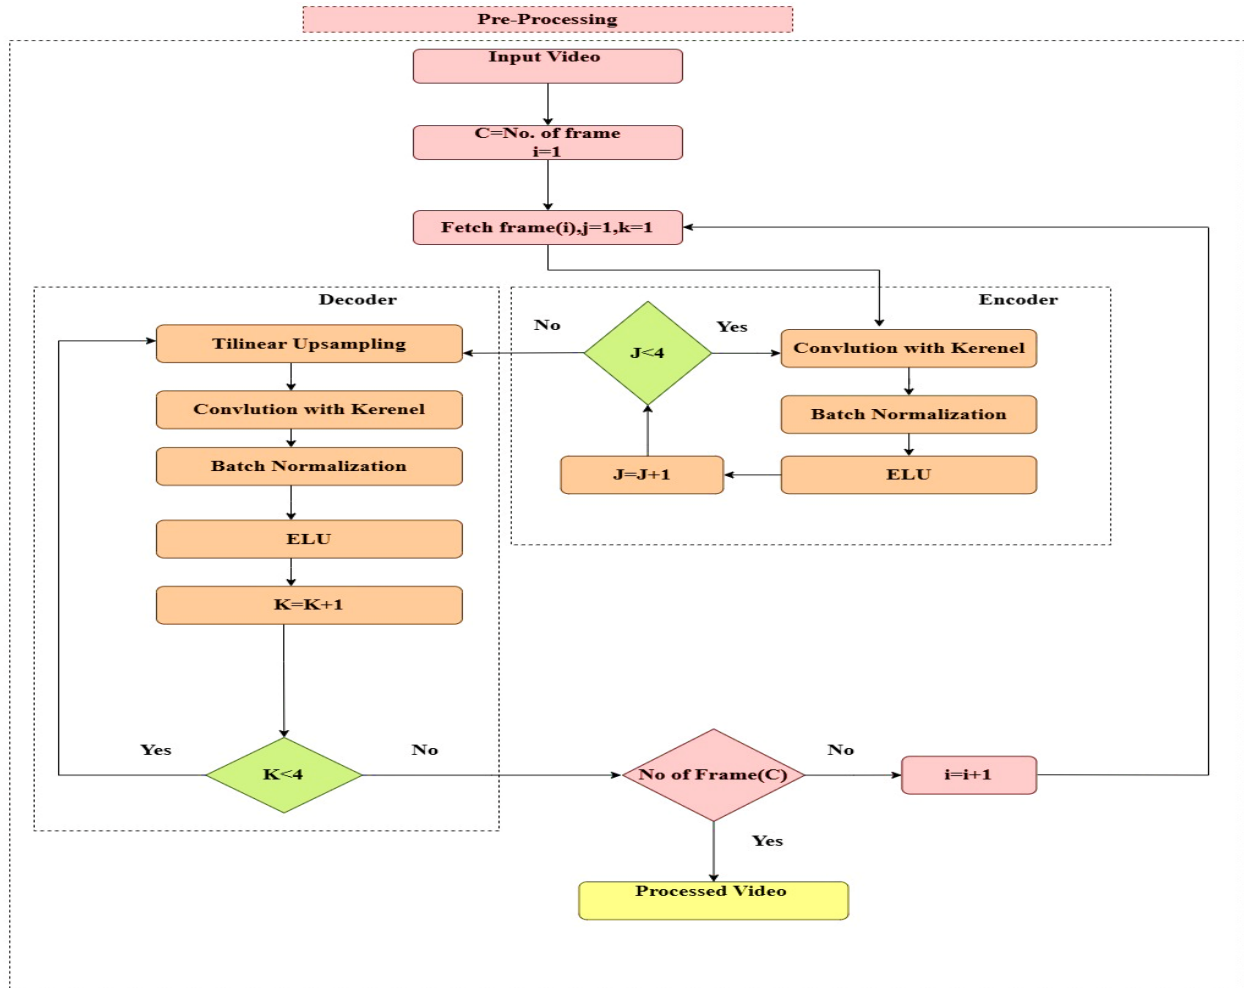 Pre-Processing
Input Video
C=No. of frame
i=1
Fetch frame(i),j=1,k=1
Decoder
Encoder
Tilinear Upsampling
Convlution with Kerenel
Batch Normalization
ELU
K=K+1
Yes
K<4
No
No
J<4
Yes
Convlution with Kerenel
Batch Normalization
ELU
J=J+1
No of Frame(C)
No
i=i+1
Yes
Processed Video